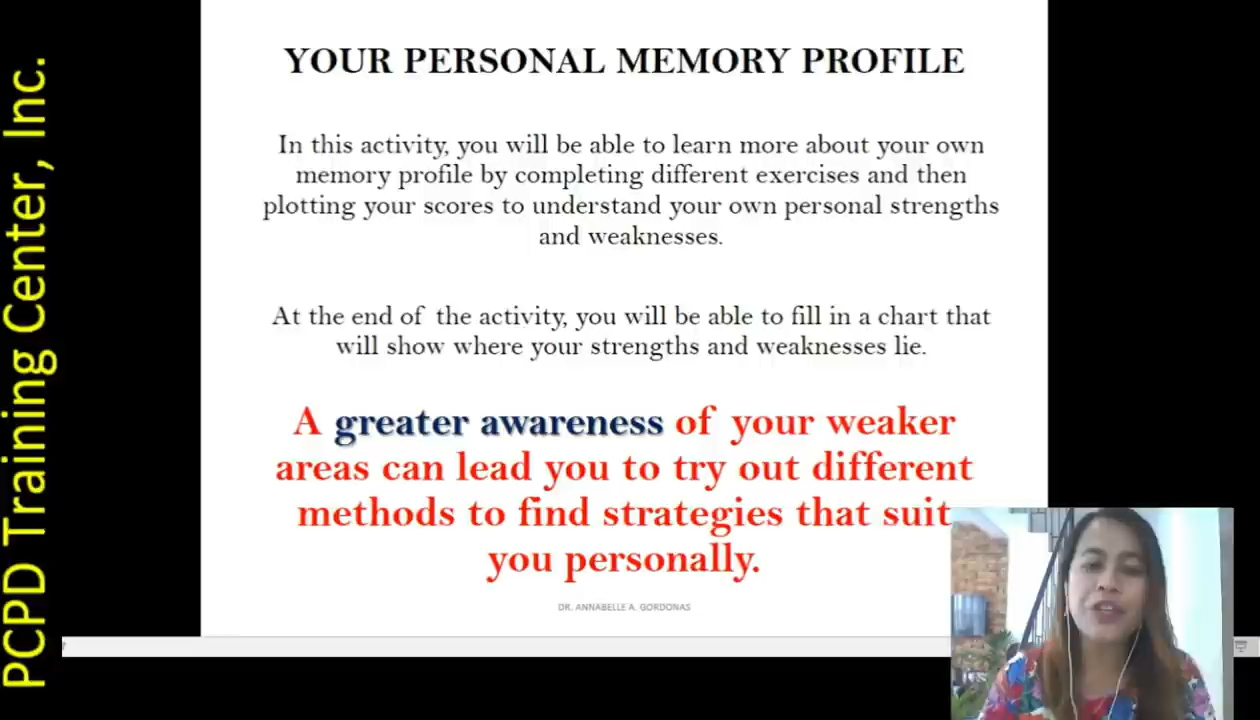 PCPD Training Center, Inc.
YOUR PERSONAL MEMORY PROFILE
In this activity, you will be able to learn more about your own
memory profile by completing different exercises and then
plotting your scores to understand your own personal strengths
and weaknesses.
At the end of the activity, you will be able to fill in a chart that
will show where your strengths and weaknesses lie.
A greater awareness of your weaker
areas can lead you to try out different
methods to find strategies that suit
you personally.
DR. ANNABELLE A. GORDONAS